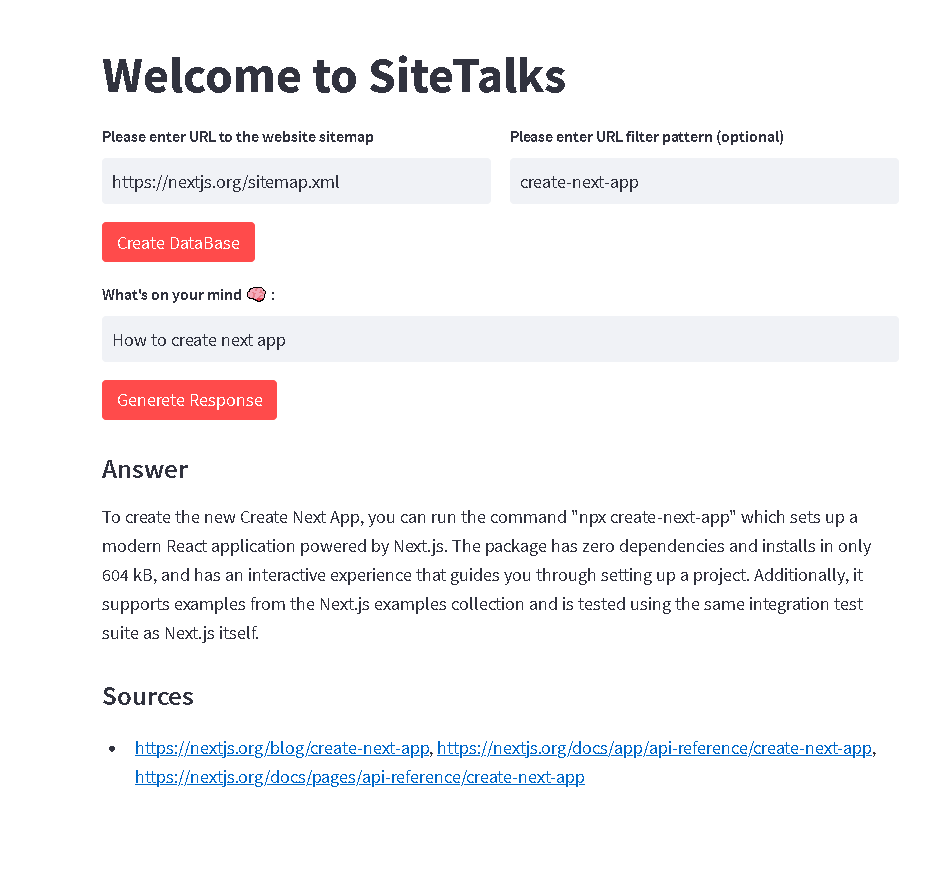 Welcome to SiteTalks
Please enter URL to the website sitemap
Please enter URL filter pattern (optional)
https://nextjs.org/sitemap.xml
create-next-app
Create DataBase
What's on your mind 🧠 :
How to create next app
Generete Response
Answer
To create the new Create Next App, you can run the command "npx create-next-app" which sets up a
modern React application powered by Next.js. The package has zero dependencies and installs in only
604 kB, and has an interactive experience that guides you through setting up a project. Additionally, it
supports examples from the Next.js examples collection and is tested using the same integration test
suite as Next.js itself.
Sources
• https://nextjs.org/blog/create-next-app, https://nextjs.org/docs/app/api-reference/create-next-app,
https://nextjs.org/docs/pages/api-reference/create-next-app